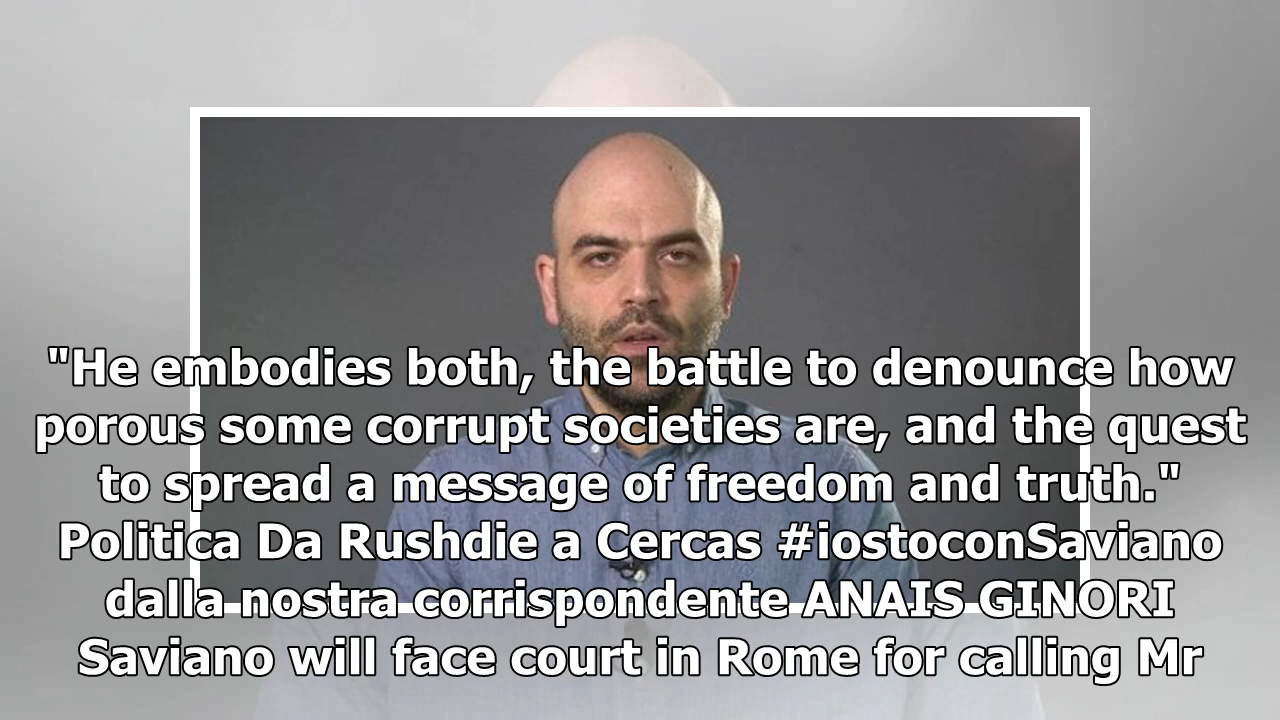 "He embodies both, the battle to denounce how
porous some corrupt societies are, and the quest
to spread a message of freedom and truth."
Politica Da Rushdie a Cercas #iostoconSaviano
dalla nostra corrispondente ANAIS GINORI
Saviano will face court in Rome for calling Mr